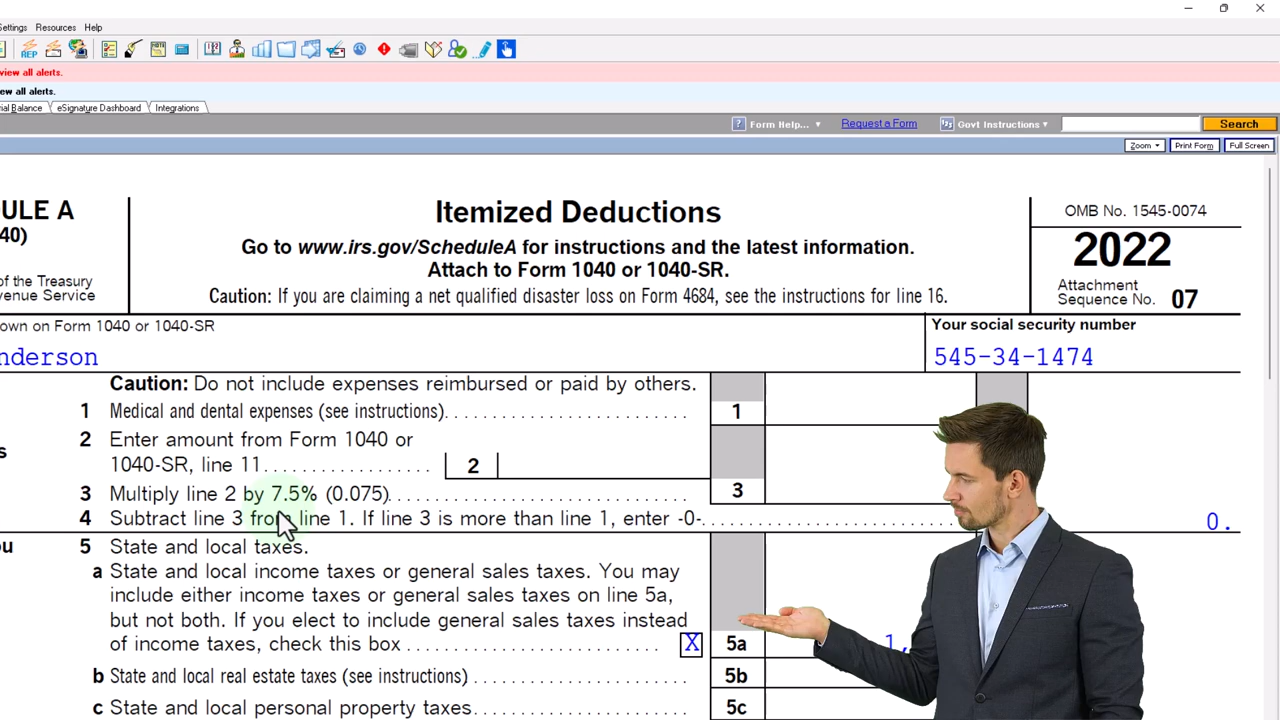 Settings Resources Help
view all alerts.
ew all alerts.
rial Balance eSignature Dashboard Integrations
? Form Help... Request a Form Govt Instructions Search
Zoom Print Form Full Screen
ULE A
40)
of the Treasury
venue Service
Itemized Deductions
Go to www.irs.gov/ScheduleA for instructions and the latest information.
Attach to Form 1040 or 1040-SR.
Caution: If you are claiming a net qualified disaster loss on Form 4684, see the instructions for line 16.
OMB No. 1545-0074
2022
Attachment
Sequence No. 07
own on Form 1040 or 1040-SR
nderson
Your social security number
545-34-1474
Caution: Do not include expenses reimbursed or paid by others.
1 Medical and dental expenses (see instructions) 1
2 Enter amount from Form 1040 or
1040-SR, line 11 2
3 Multiply line 2 by 7.5% (0.075) 3
4 Subtract line 3 from line 1. If line 3 is more than line 1, enter -0- 0.
ou 5 State and local taxes.
a State and local income taxes or general sales taxes. You may
include either income taxes or general sales taxes on line 5a,
but not both. If you elect to include general sales taxes instead
of income taxes, check this box X 5a 1,
b State and local real estate taxes (see instructions) 5b
c State and local personal property taxes 5c